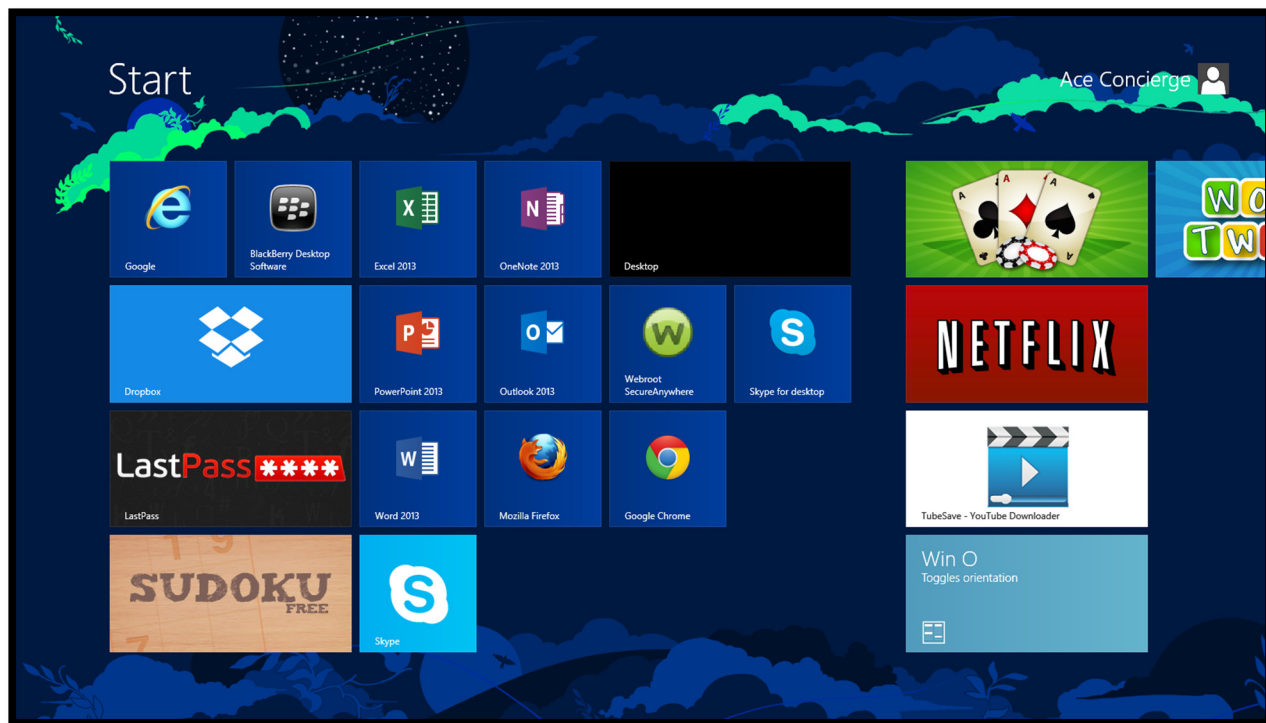 Start
Ace Concierge
Google
BlackBerry Desktop
Software
Excel 2013
OneNote 2013
Desktop
Dropbox
PowerPoint 2013
Outlook 2013
Webroot
SecureAnywhere
Skype for desktop
LastPass ****
LastPass
Word 2013
Mozilla Firefox
Google Chrome
SUDOKU
FREE
Skype
A A A A
WO
TW
NETFLIX
TubeSave - YouTube Downloader
Win O
Toggles orientation